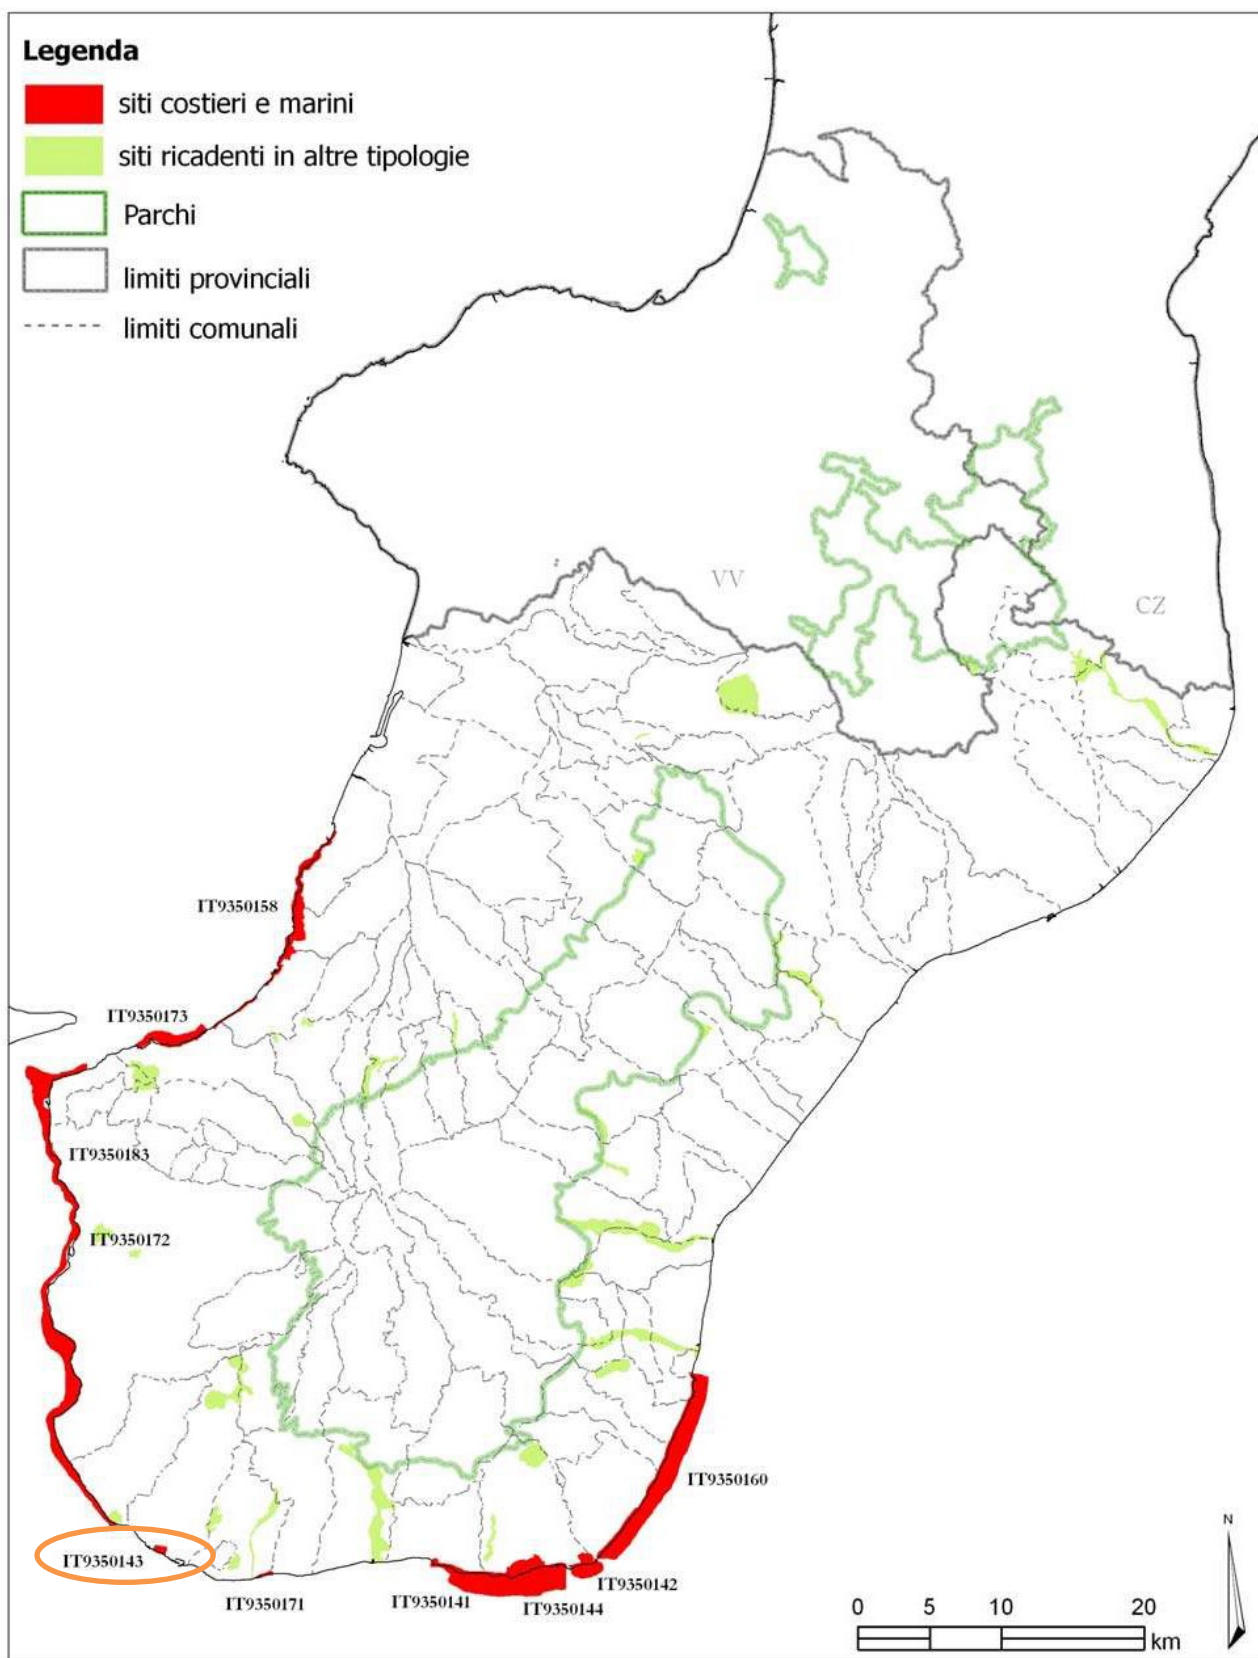 Legenda
siti costieri e marini
siti ricadenti in altre tipologie
Parchi
limiti provinciali
limiti comunali
VV
CZ
IT9350158
IT9350173
IT9350183
IT9350172
IT9350160
IT9350143
IT9350142
IT9350171
IT9350141
IT9350144
N
0 5 10 20
km